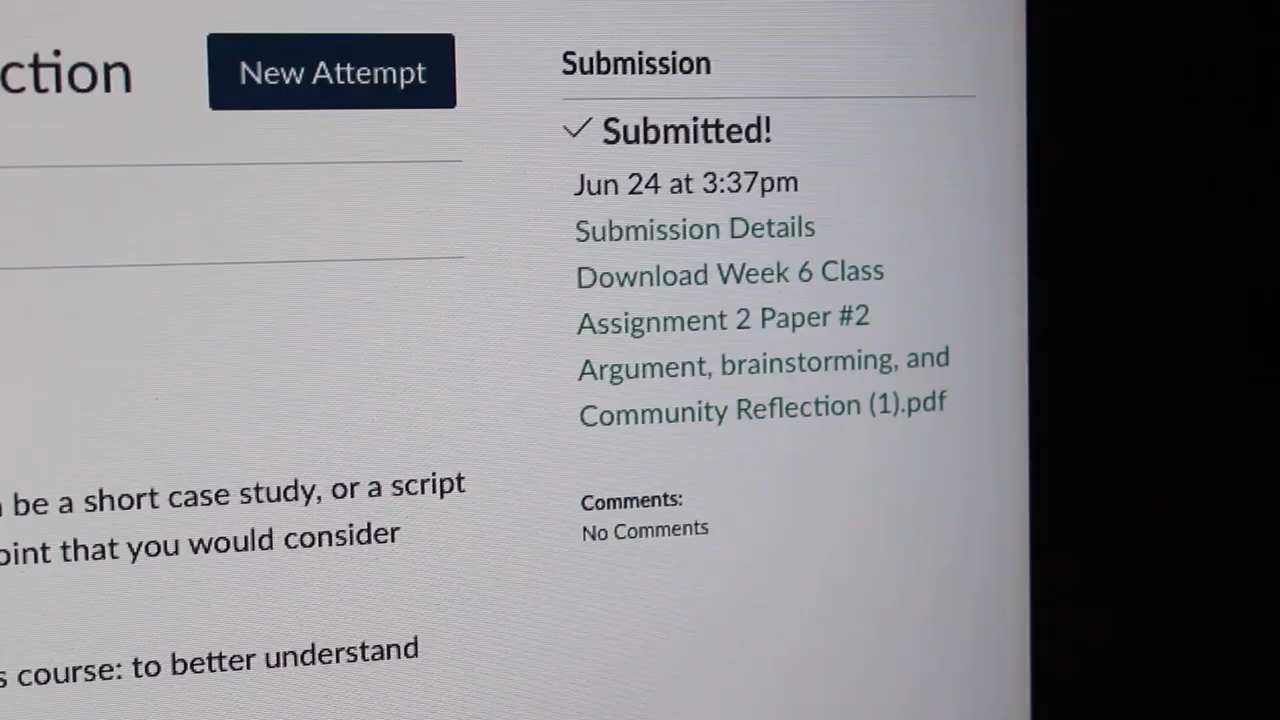 ction
New Attempt
Submission
Submitted!
Jun 24 at 3:37pm
Submission Details
Download Week 6 Class
Assignment 2 Paper #2
Argument, brainstorming, and
Community Reflection (1).pdf
Comments:
No Comments
be a short case study, or a script
oint that you would consider
s course: to better understand